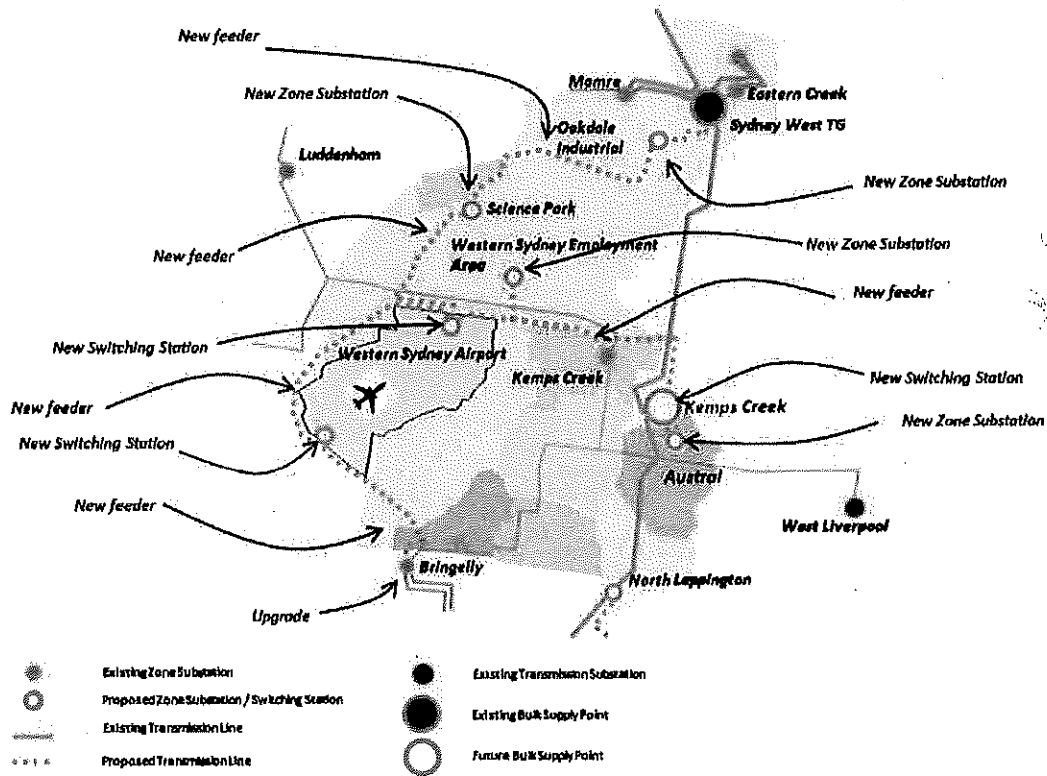 New feeder
Mamre
Eastern Creek
New Zone Substation
Sydney West TG
Oakdale
Industrial
Luddenham
New Zone Substation
Science Park
Western Sydney Employment
Area
New Zone Substation
New feeder
New feeder
New Switching Station
Western Sydney Airport
Kemps Creek
New Switching Station
New feeder
Kemps Creek
New Zone Substation
New Switching Station
Austral
New feeder
West Liverpool
Bringelly
North Leppington
Upgrade
Existing Zone Substation
Existing Transmission Substation
Proposed Zone Substation / Switching Station
Existing Bulk Supply Point
Existing Transmission Line
Proposed Transmission Line
Future Bulk Supply Point